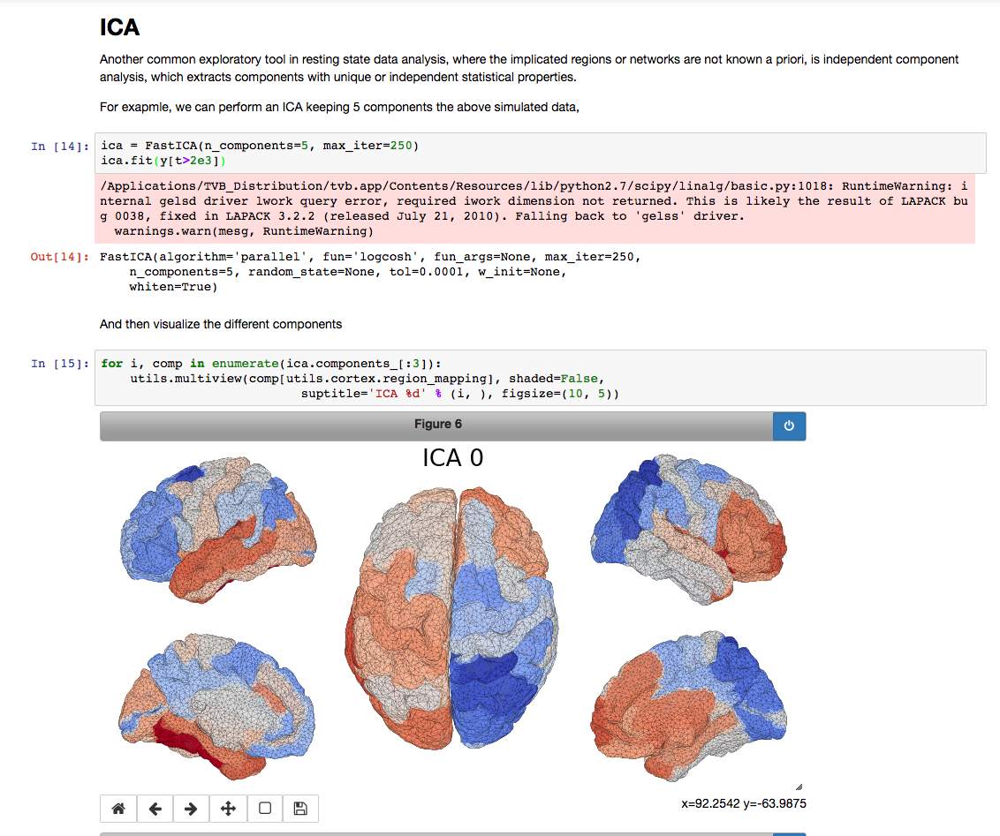 ICA
Another common exploratory tool in resting state data analysis, where the implicated regions or networks are not known a priori, is independent component
analysis, which extracts components with unique or independent statistical properties.
For exapmle, we can perform an ICA keeping 5 components the above simulated data,
In [14]: ica = FastICA(n_components=5, max_iter=250)
ica.fit(y[t>2e3])
/Applications/TVB_Distribution/tvb.app/Contents/Resources/lib/python2.7/scipy/linalg/basic.py:1018: RuntimeWarning: i
nternal gelsd driver lwork query error, required iwork dimension not returned. This is likely the result of LAPACK bu
g 0038, fixed in LAPACK 3.2.2 (released July 21, 2010). Falling back to 'gelss' driver.
warnings.warn(mesg, RuntimeWarning)
Out[14]: FastICA(algorithm='parallel', fun='logcosh', fun_args=None, max_iter=250,
n_components=5, random_state=None, tol=0.0001, w_init=None,
whiten=True)
And then visualize the different components
In [15]: for i, comp in enumerate(ica.components_[:3]):
utils.multiview(comp[utils.cortex.region_mapping], shaded=False,
suptitle='ICA %d' % (i, ), figsize=(10, 5))
Figure 6
ICA 0
x=92.2542 y=-63.9875